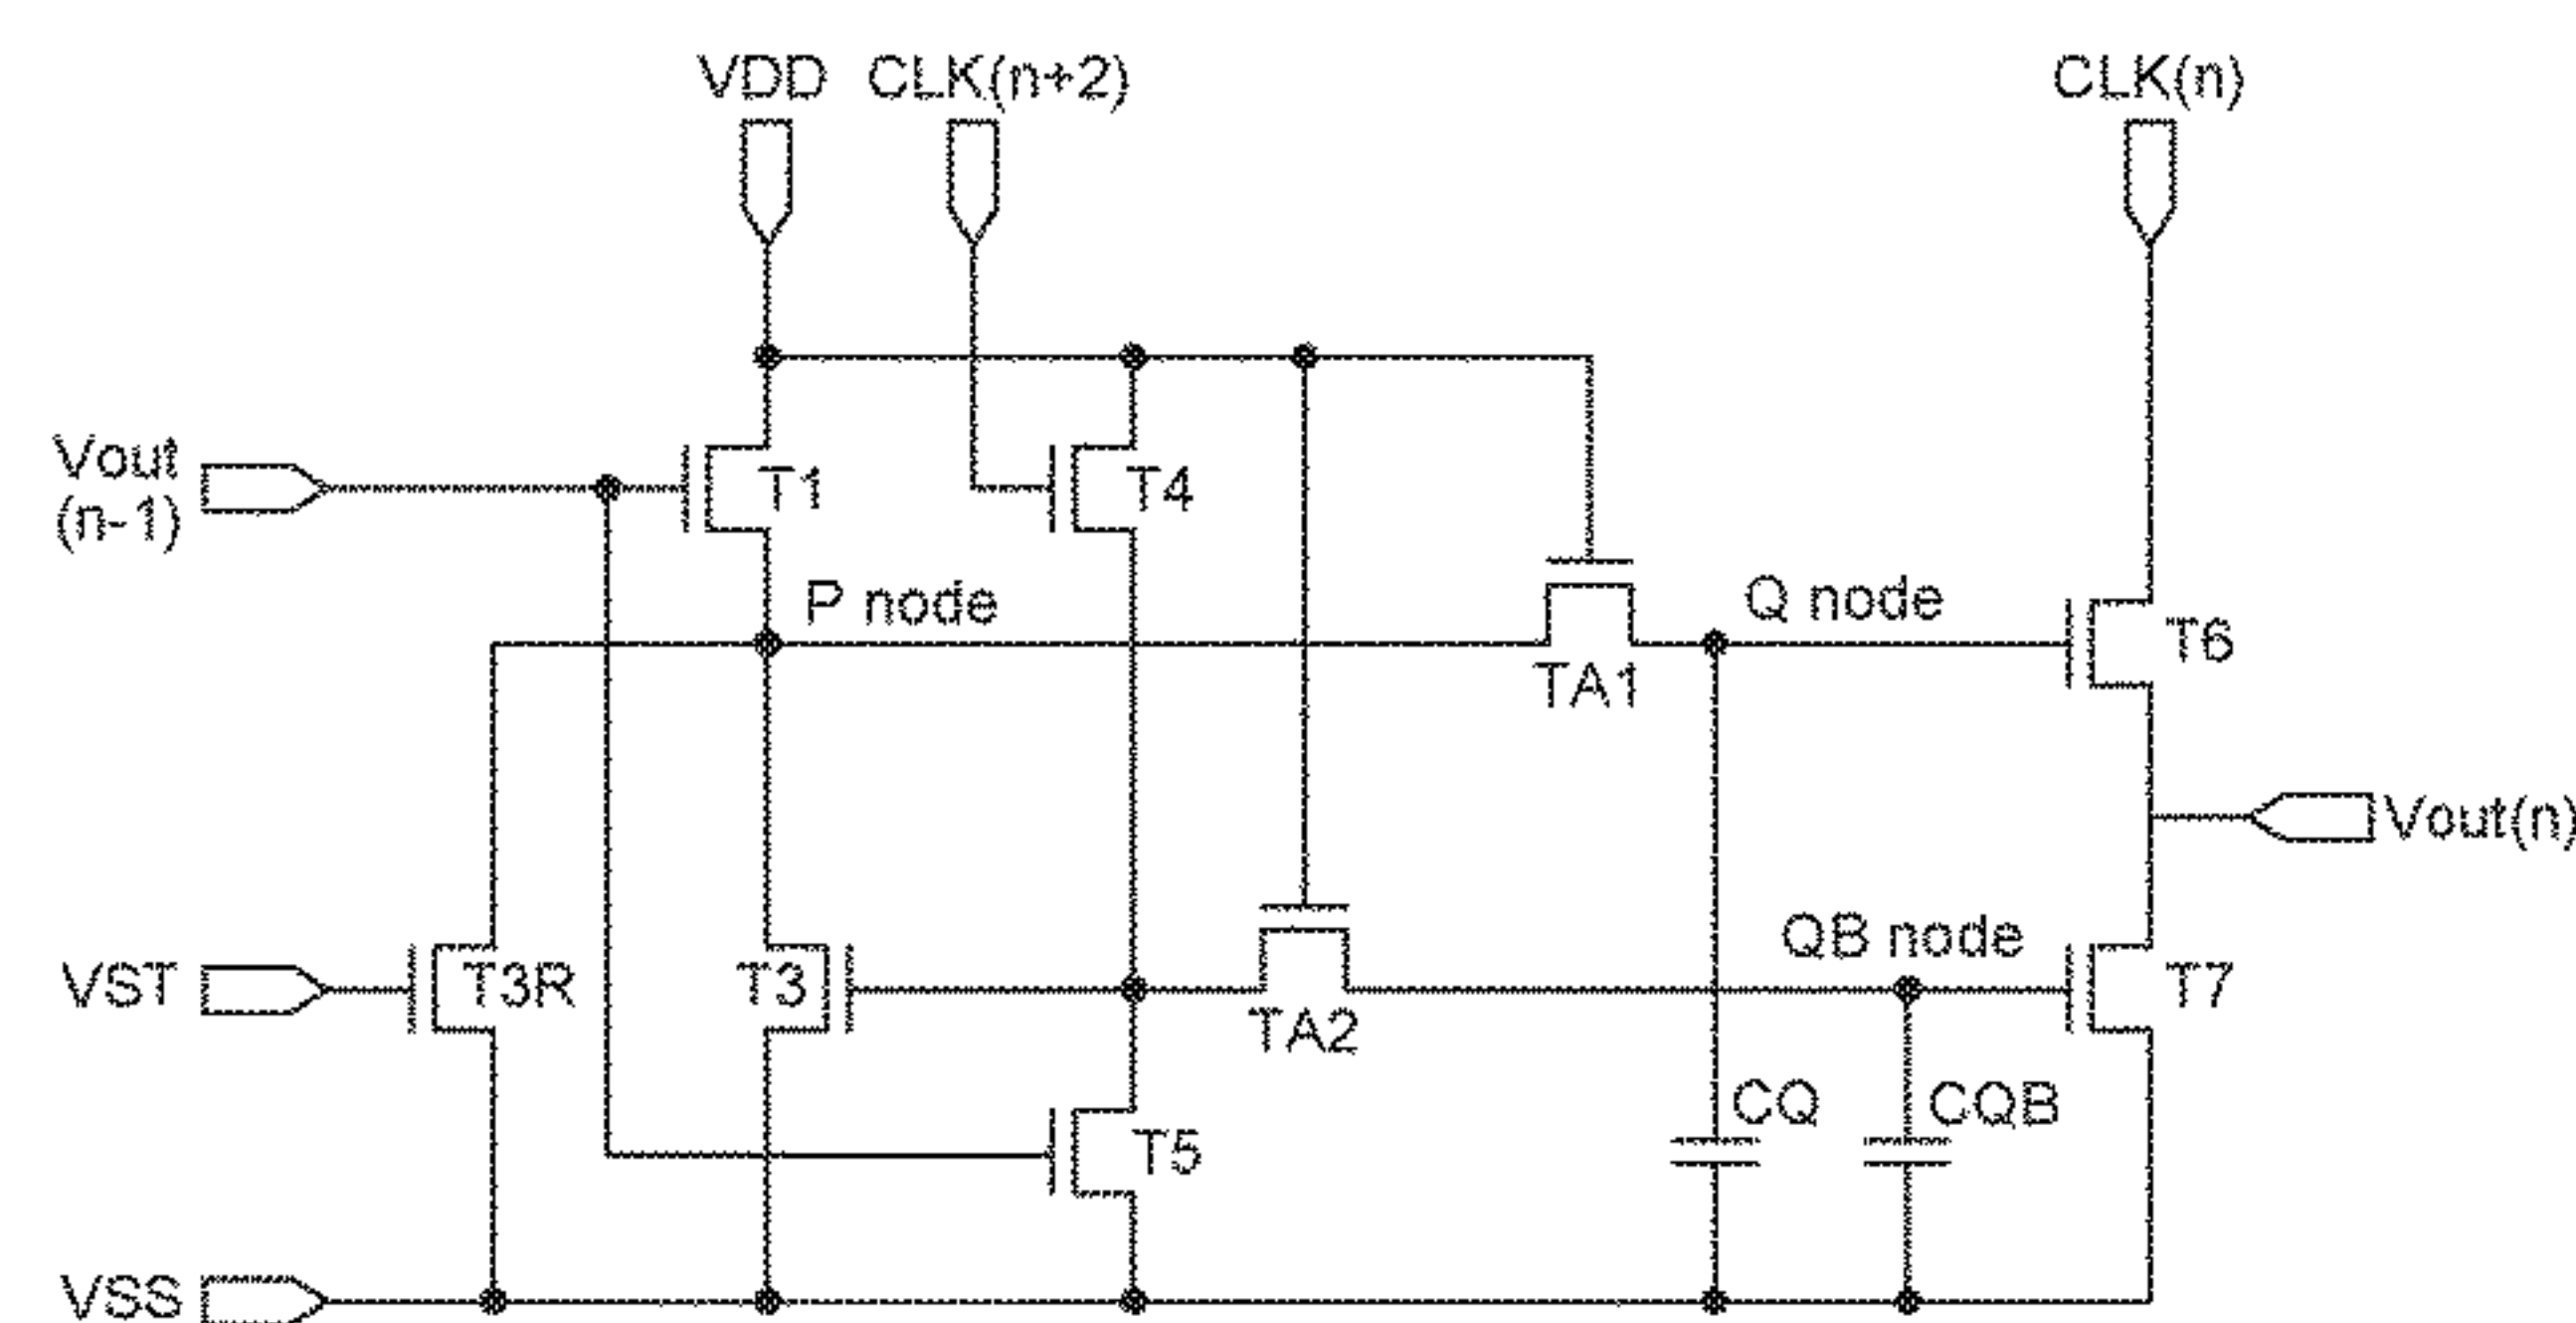 VDD CLK(n+2) CLK(n)
Vout
(n-1)
T1 T4
P node Q node
T6
TA1
Vout(n)
QB node
VST T3R T3 T7
TA2
CQ CQB
T5
VSS